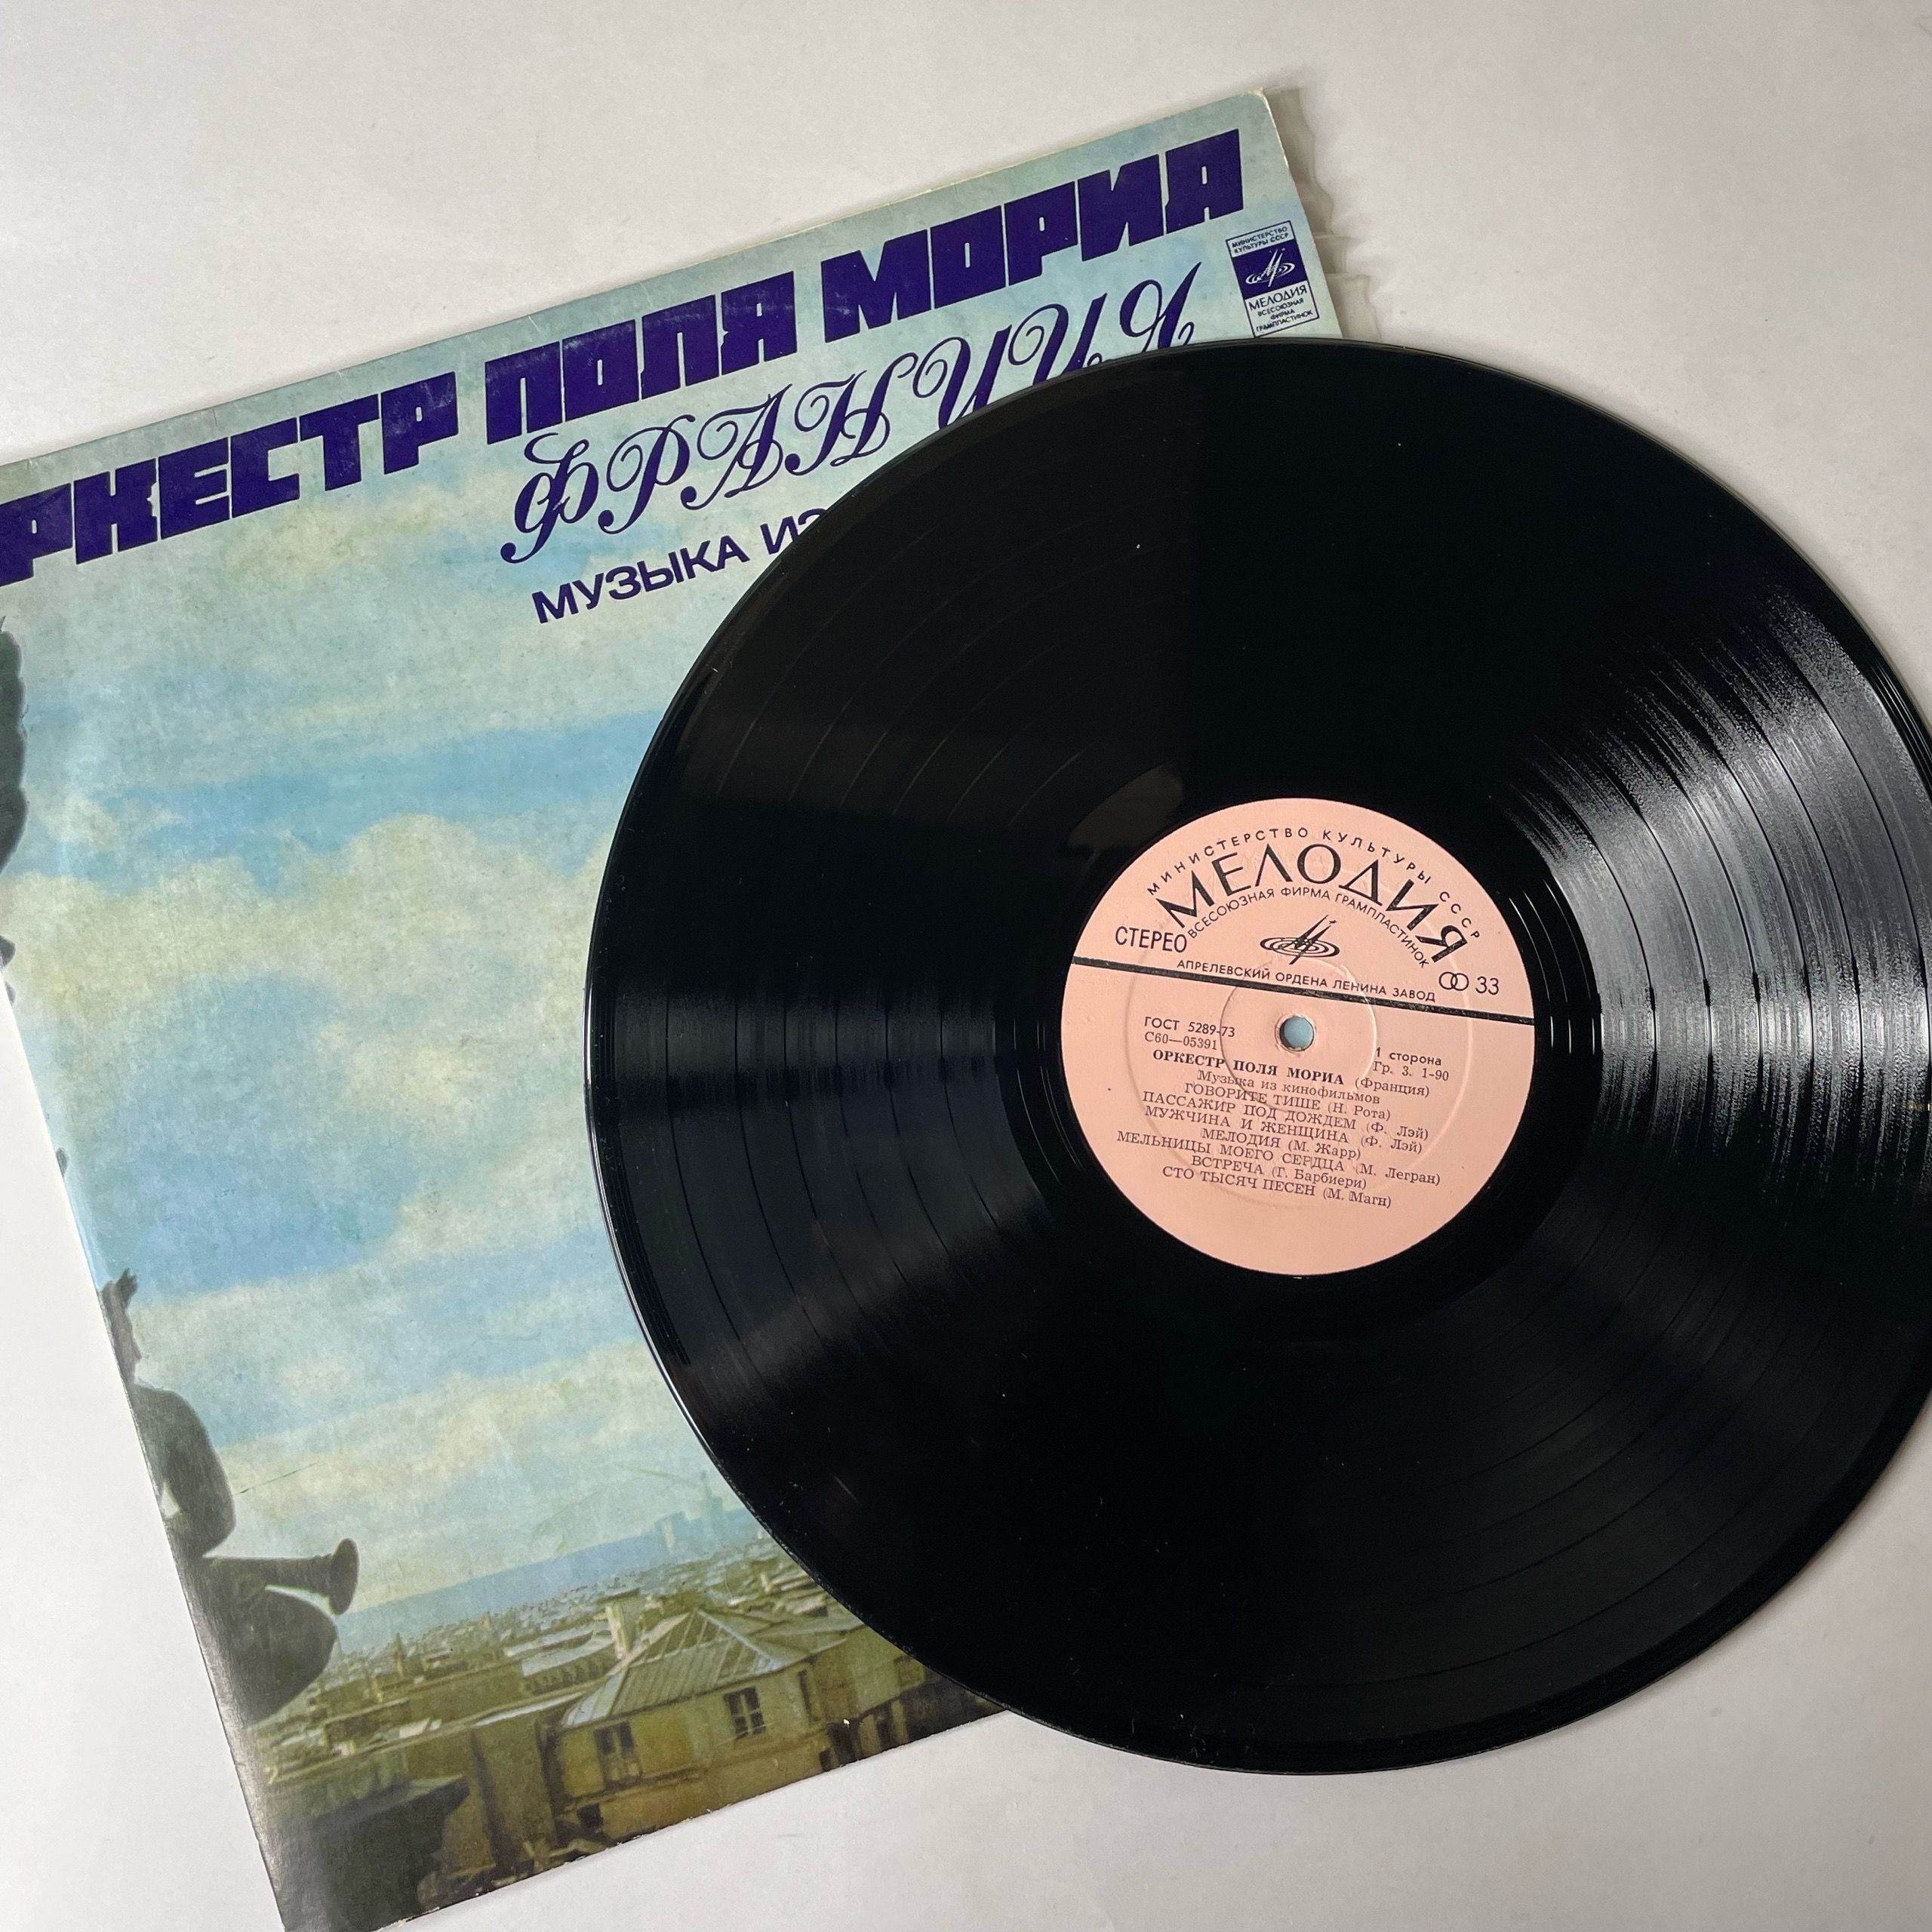 РКЕСТР ПОЛЯ МОРИА
ФРАНЦИЯ
МУЗЫКА ИЗ
МИНИСТЕРСТВО
КУЛЬТУРЫ СССР
МЕЛОДИЯ
ВСЕСОЮЗНАЯ
ФИРМА
ГРАМПЛАСТИНОК
МИНИСТЕРСТВО КУЛЬТУРЫ СССР
МЕЛОДИЯ
ВСЕСОЮЗНАЯ ФИРМА ГРАМПЛАСТИНОК
СТЕРЕО
33
АПРЕЛЕВСКИЙ ОРДЕНА ЛЕНИНА ЗАВОД
ГОСТ 5289-73
С60—05391
1 сторона
Гр. 3. 1-90
ОРКЕСТР ПОЛЯ МОРИА (Франция)
Музыка из кинофильмов
ГОВОРИТЕ ТИШЕ (Н. Рота)
ПАССАЖИР ПОД ДОЖДЕМ (Ф. Лэй)
МУЖЧИНА И ЖЕНЩИНА (Ф. Лэй)
МЕЛОДИЯ (М. Жарр)
МЕЛЬНИЦЫ МОЕГО СЕРДЦА (М. Легран)
ВСТРЕЧА (Г. Барбиери)
СТО ТЫСЯЧ ПЕСЕН (М. Магн)